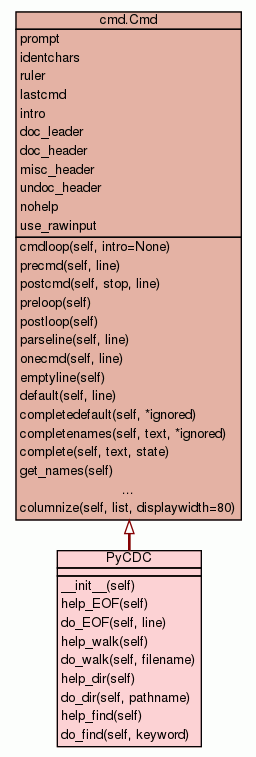 cmd.Cmd
prompt
identchars
ruler
lastcmd
intro
doc_leader
doc_header
misc_header
undoc_header
nohelp
use_rawinput
cmdloop(self, intro=None)
precmd(self, line)
postcmd(self, stop, line)
preloop(self)
postloop(self)
parseline(self, line)
onecmd(self, line)
emptyline(self)
default(self, line)
completedefault(self, *ignored)
completenames(self, text, *ignored)
complete(self, text, state)
get_names(self)
...
columnize(self, list, displaywidth=80)
PyCDC
__init__(self)
help_EOF(self)
do_EOF(self, line)
help_walk(self)
do_walk(self, filename)
help_dir(self)
do_dir(self, pathname)
help_find(self)
do_find(self, keyword)